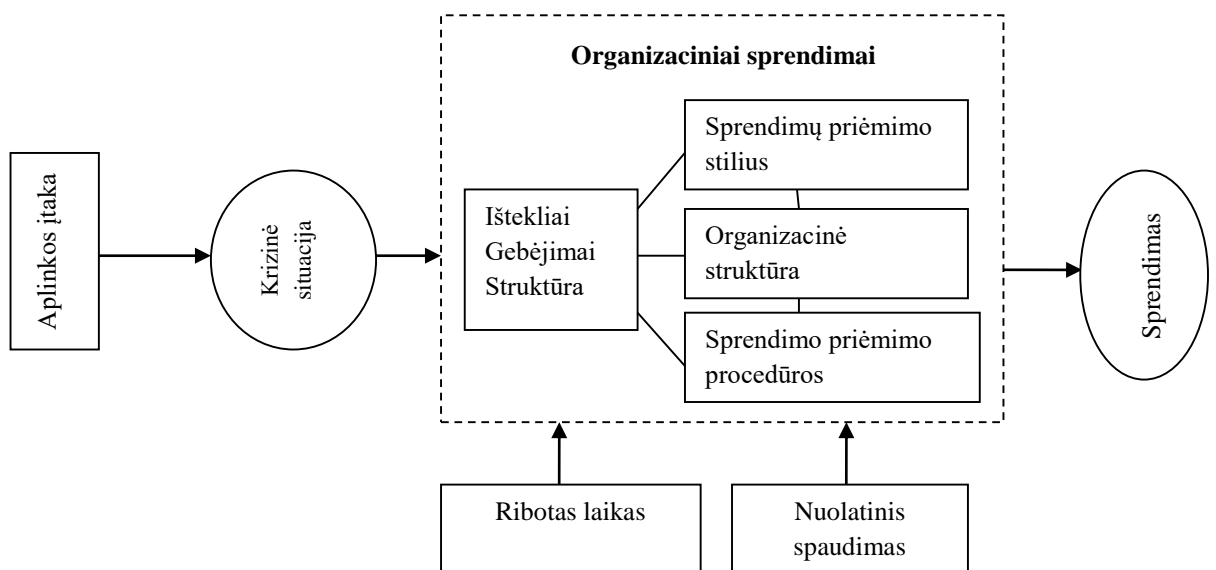 Organizaciniai sprendimai
Aplinkos įtaka
Krizinė
situacija
Ištekliai
Gebėjimai
Struktūra
Sprendimų priėmimo
stilius
Organizacinė
struktūra
Sprendimo priėmimo
procedūros
Sprendimas
Ribotas laikas
Nuolatinis
spaudimas